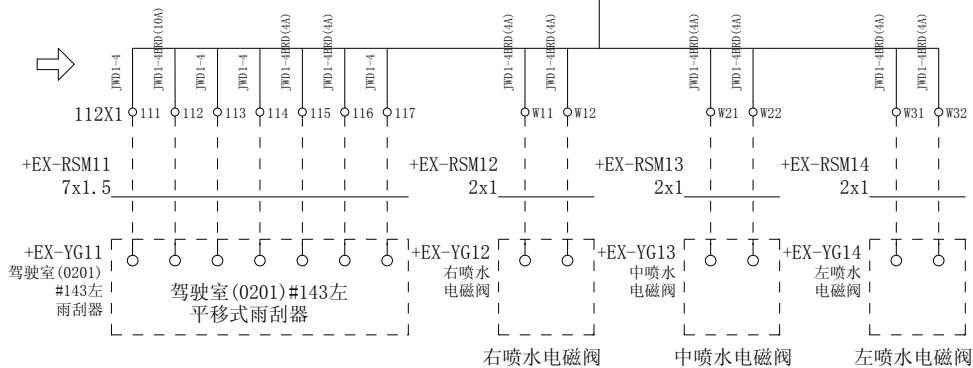 JWD1-4
JWD1-4BRD(10A)
JWD1-4
JWD1-4
JWD1-4BRD(4A)
JWD1-4BRD(4A)
JWD1-4
JWD1-4BRD(4A)
JWD1-4BRD(4A)
JWD1-4BRD(4A)
JWD1-4BRD(4A)
JWD1-4BRD(4A)
JWD1-4BRD(4A)
112X1 111 112 113 114 115 116 117 W11 W12 W21 W22 W31 W32
+EX-RSM11
7x1.5
+EX-RSM12
2x1
+EX-RSM13
2x1
+EX-RSM14
2x1
+EX-YG11
驾驶室(0201)
#143左
雨刮器
驾驶室(0201)#143左
平移式雨刮器
+EX-YG12
右喷水
电磁阀
+EX-YG13
中喷水
电磁阀
+EX-YG14
左喷水
电磁阀
右喷水电磁阀
中喷水电磁阀
左喷水电磁阀